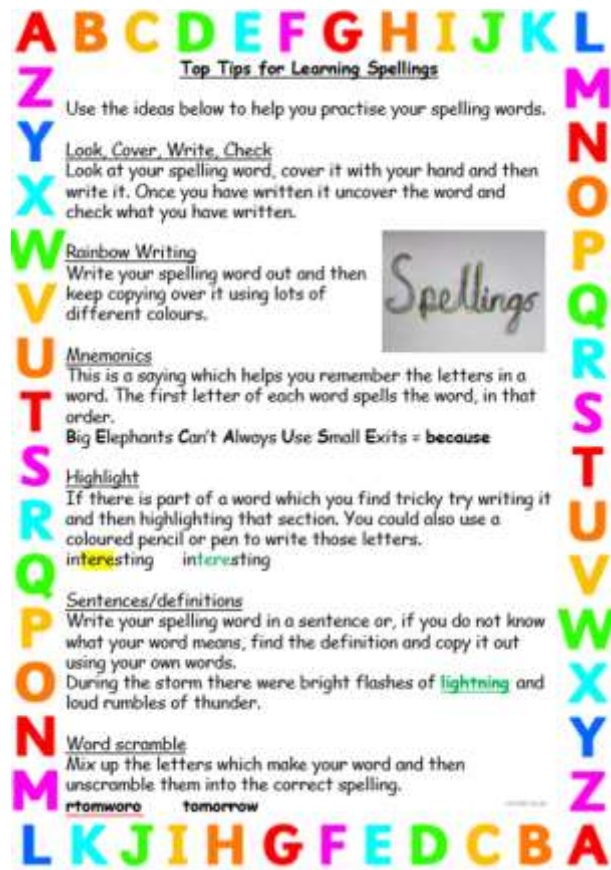 A B C D E F G H I J K L
M N O P Q R S T U V W X Y Z
Z Y X W V U T S R Q P O N M
Top Tips for Learning Spellings
Use the ideas below to help you practise your spelling words.
Look, Cover, Write, Check
Look at your spelling word, cover it with your hand and then
write it. Once you have written it uncover the word and
check what you have written.
Rainbow Writing
Write your spelling word out and then
keep copying over it using lots of
different colours.
Spellings
Mnemonics
This is a saying which helps you remember the letters in a
word. The first letter of each word spells the word, in that
order.
Big Elephants Can't Always Use Small Exits = because
Highlight
If there is part of a word which you find tricky try writing it
and then highlighting that section. You could also use a
coloured pencil or pen to write those letters.
interesting interesting
Sentences/definitions
Write your spelling word in a sentence or, if you do not know
what your word means, find the definition and copy it out
using your own words.
During the storm there were bright flashes of lightning and
loud rumbles of thunder.
Word scramble
Mix up the letters which make your word and then
unscramble them into the correct spelling.
rtomworo tomorrow
L K J I H G F E D C B A